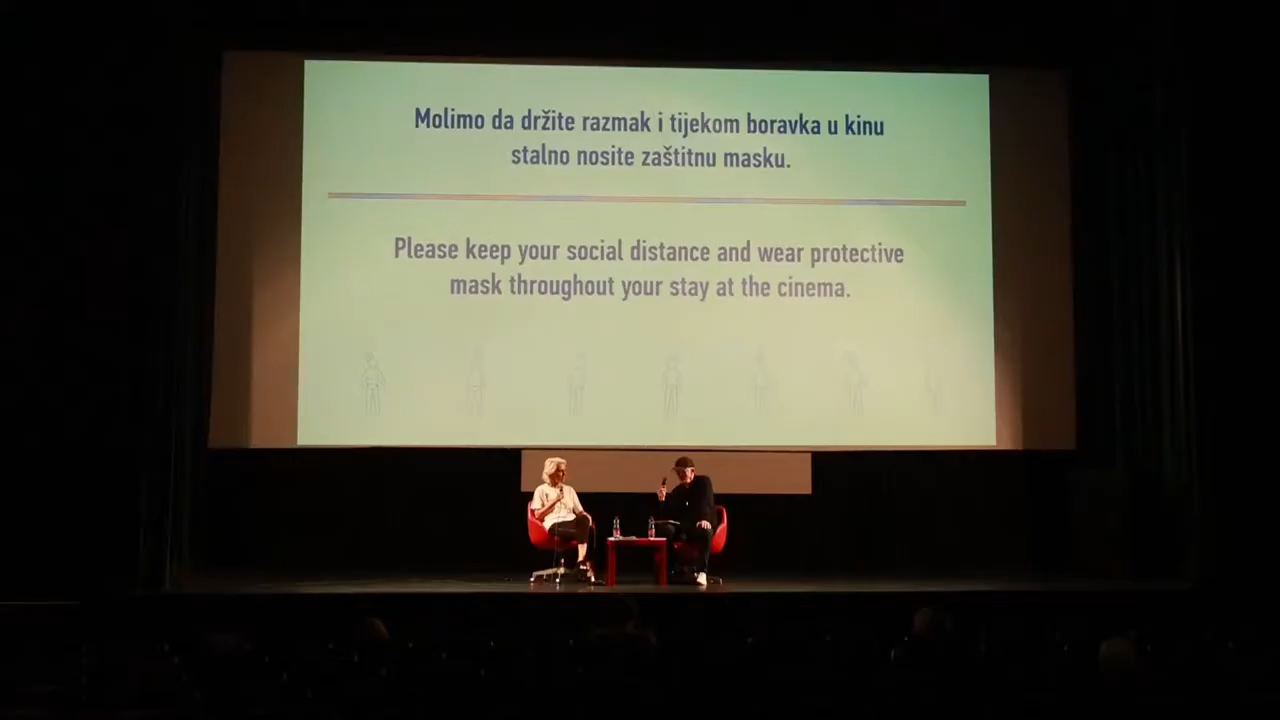 Molimo da držite razmak i tijekom boravka u kinu
stalno nosite zaštitnu masku.
Please keep your social distance and wear protective
mask throughout your stay at the cinema.